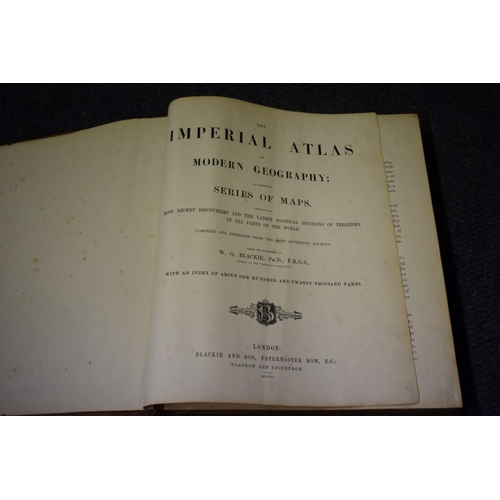 THE
IMPERIAL ATLAS
OF
MODERN GEOGRAPHY;
SERIES OF MAPS,
MOST RECENT DISCOVERIES AND THE LATEST POLITICAL DIVISIONS OF TERRITORY
IN ALL PARTS OF THE WORLD.
COMPILED AND ENGRAVED FROM THE MOST AUTHENTIC SOURCES,
W. G. BLACKIE, PH.D., F.R.G.S.,
WITH AN INDEX OF ABOUT ONE HUNDRED AND TWENTY THOUSAND NAMES.
B
LONDON:
BLACKIE AND SON, PATERNOSTER ROW, E.C.;
GLASGOW AND EDINBURGH